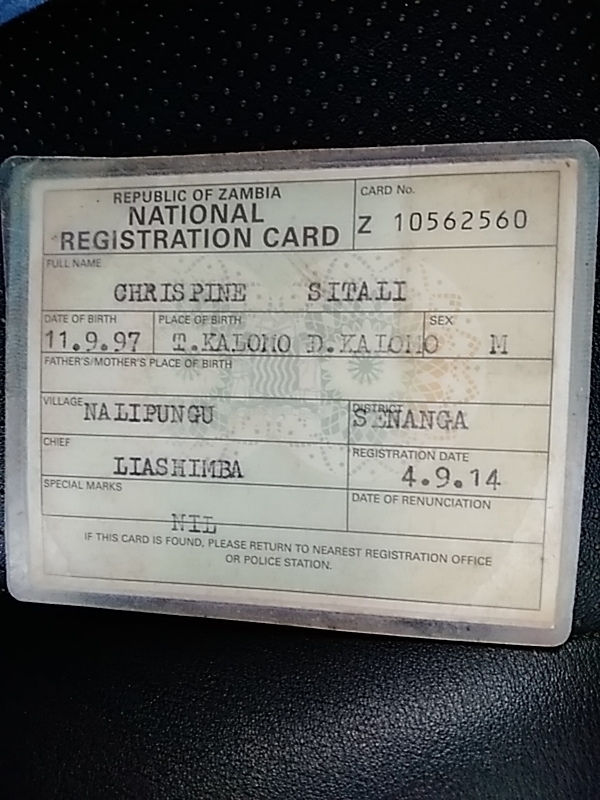 REPUBLIC OF ZAMBIA
NATIONAL
REGISTRATION CARD
CARD No.
Z 10562560
FULL NAME
CHRISPINE SITALI
DATE OF BIRTH
11.9.97
PLACE OF BIRTH
T.KALOMO D.KALOMO
SEX
M
FATHER'S/MOTHER'S PLACE OF BIRTH
VILLAGE
NALIPUNGU
DISTRICT
SENANGA
CHIEF
LIASHIMBA
REGISTRATION DATE
4.9.14
SPECIAL MARKS
NIL
DATE OF RENUNCIATION
IF THIS CARD IS FOUND, PLEASE RETURN TO NEAREST REGISTRATION OFFICE
OR POLICE STATION.